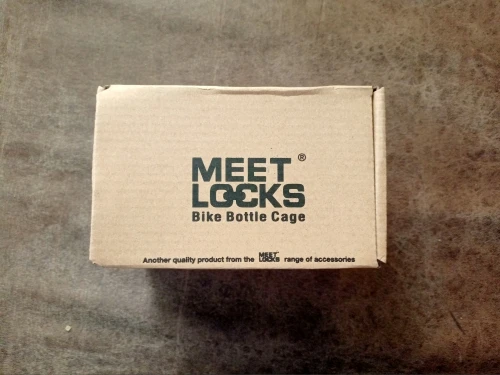 MEET ®
LOCKS
Bike Bottle Cage
Another quality product from the MEET LOCKS range of accessories